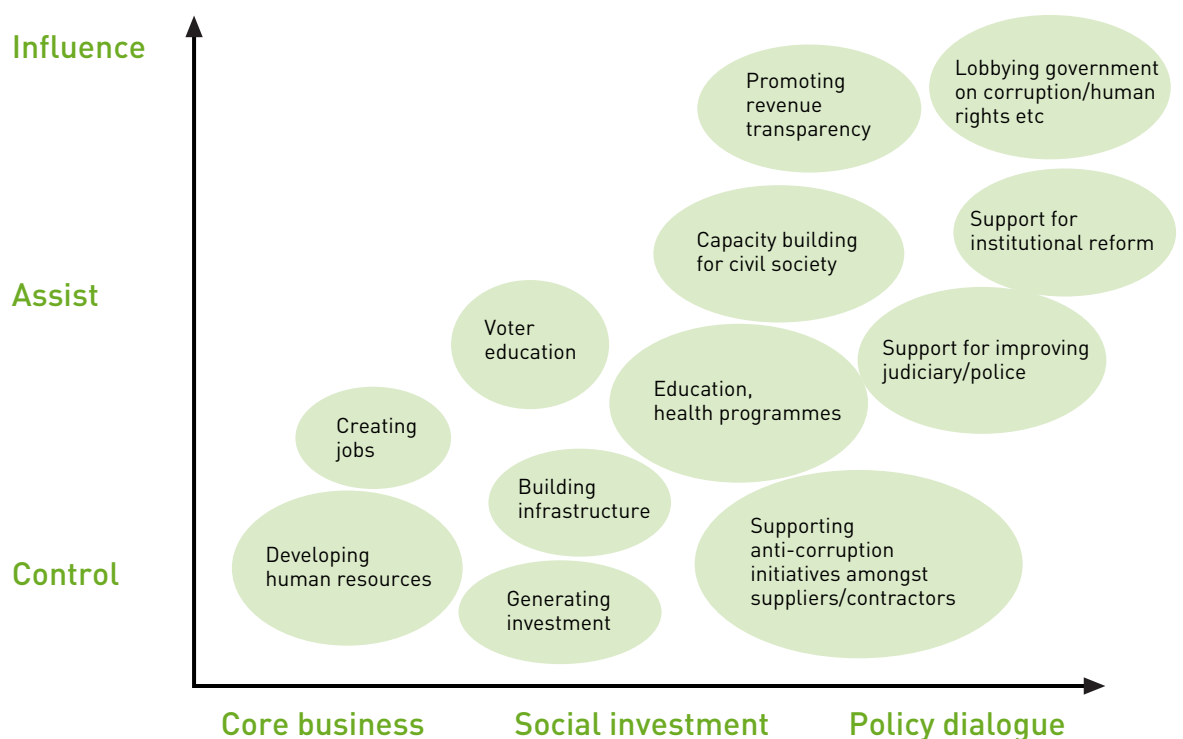 Influence
Promoting
revenue
transparency
Lobbying government
on corruption/human
rights etc
Capacity building
for civil society
Support for
institutional reform
Assist
Voter
education
Support for improving
judiciary/police
Education,
health programmes
Creating
jobs
Building
infrastructure
Control
Developing
human resources
Supporting
anti-corruption
initiatives amongst
suppliers/contractors
Generating
investment
Core business
Social investment
Policy dialogue